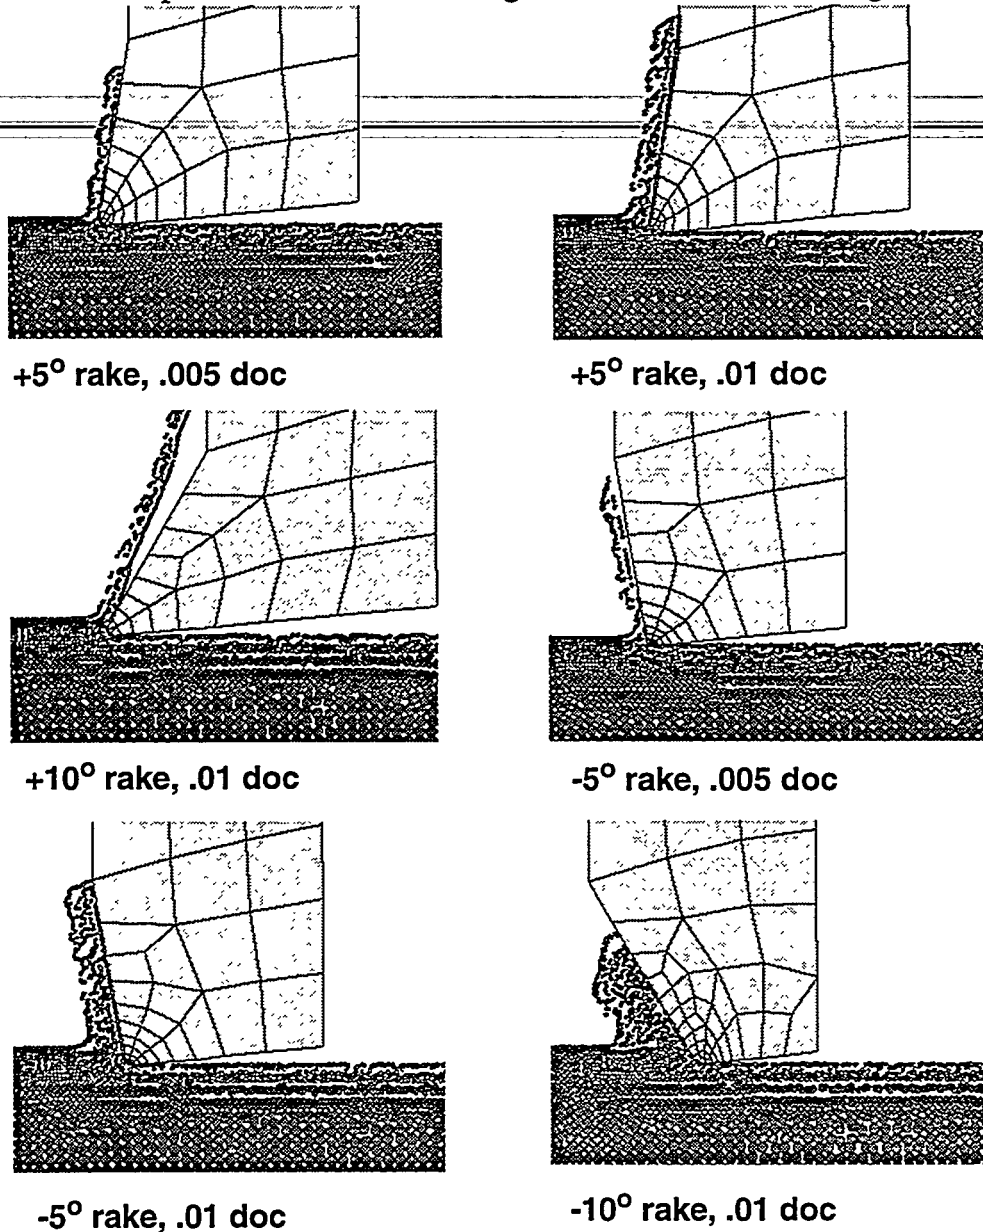 +5° rake, .005 doc
+5° rake, .01 doc
+10° rake, .01 doc
-5° rake, .005 doc
-5° rake, .01 doc
-10° rake, .01 doc